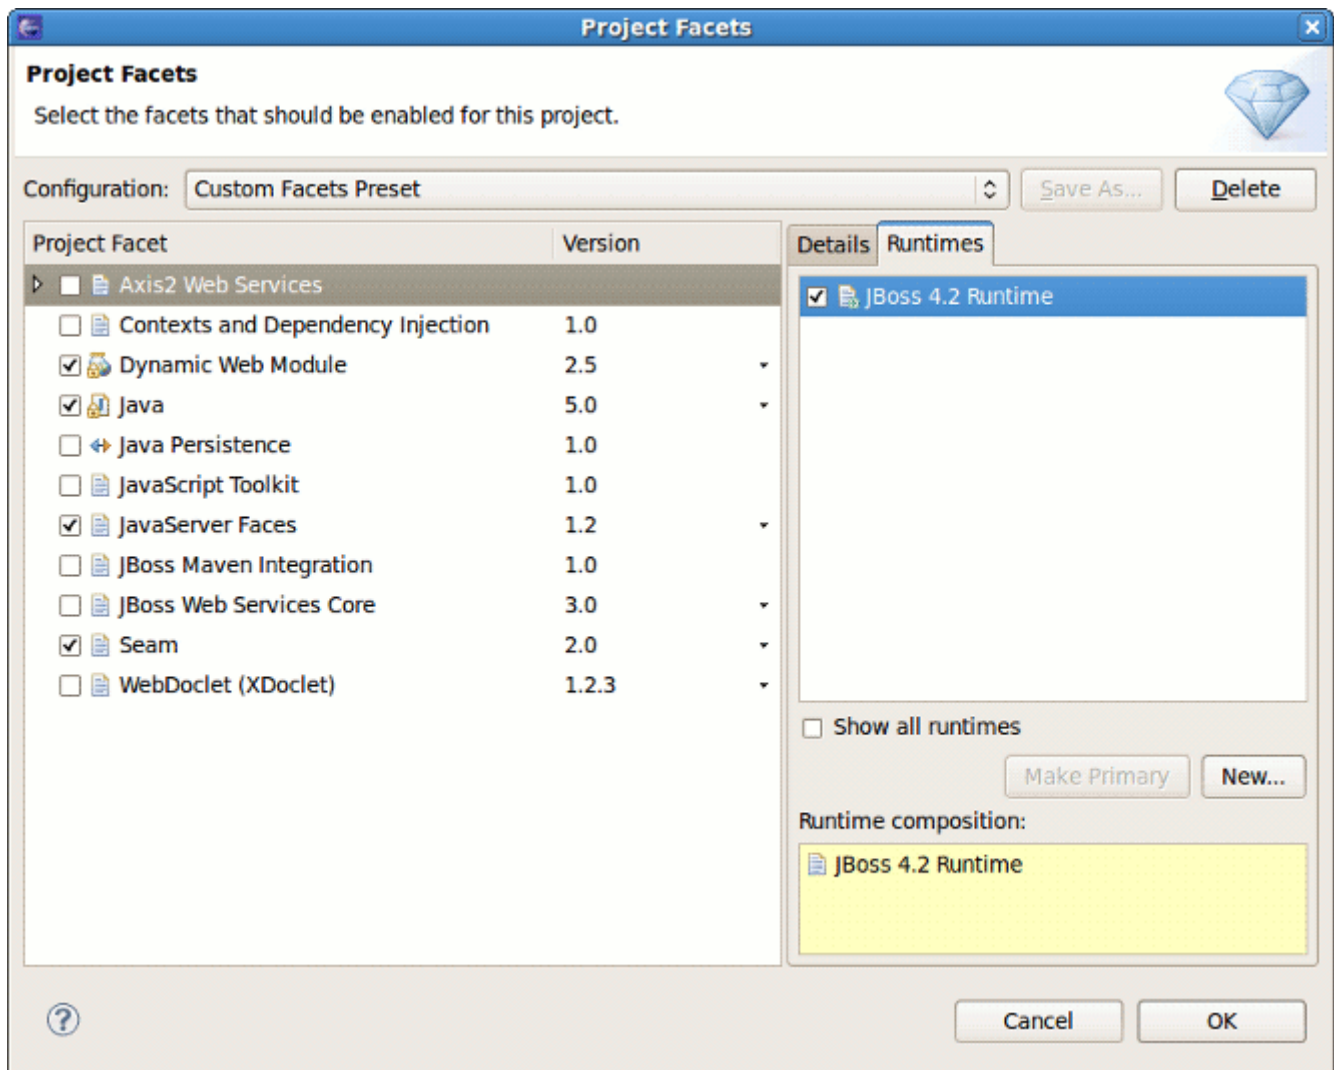 Project Facets
Project Facets
Select the facets that should be enabled for this project.
Configuration: Custom Facets Preset Save As... Delete
Project Facet Version
Axis2 Web Services
Contexts and Dependency Injection 1.0
Dynamic Web Module 2.5
Java 5.0
Java Persistence 1.0
JavaScript Toolkit 1.0
JavaServer Faces 1.2
JBoss Maven Integration 1.0
JBoss Web Services Core 3.0
Seam 2.0
WebDoclet (XDoclet) 1.2.3
Details Runtimes
JBoss 4.2 Runtime
Show all runtimes
Make Primary New...
Runtime composition:
JBoss 4.2 Runtime
Cancel OK